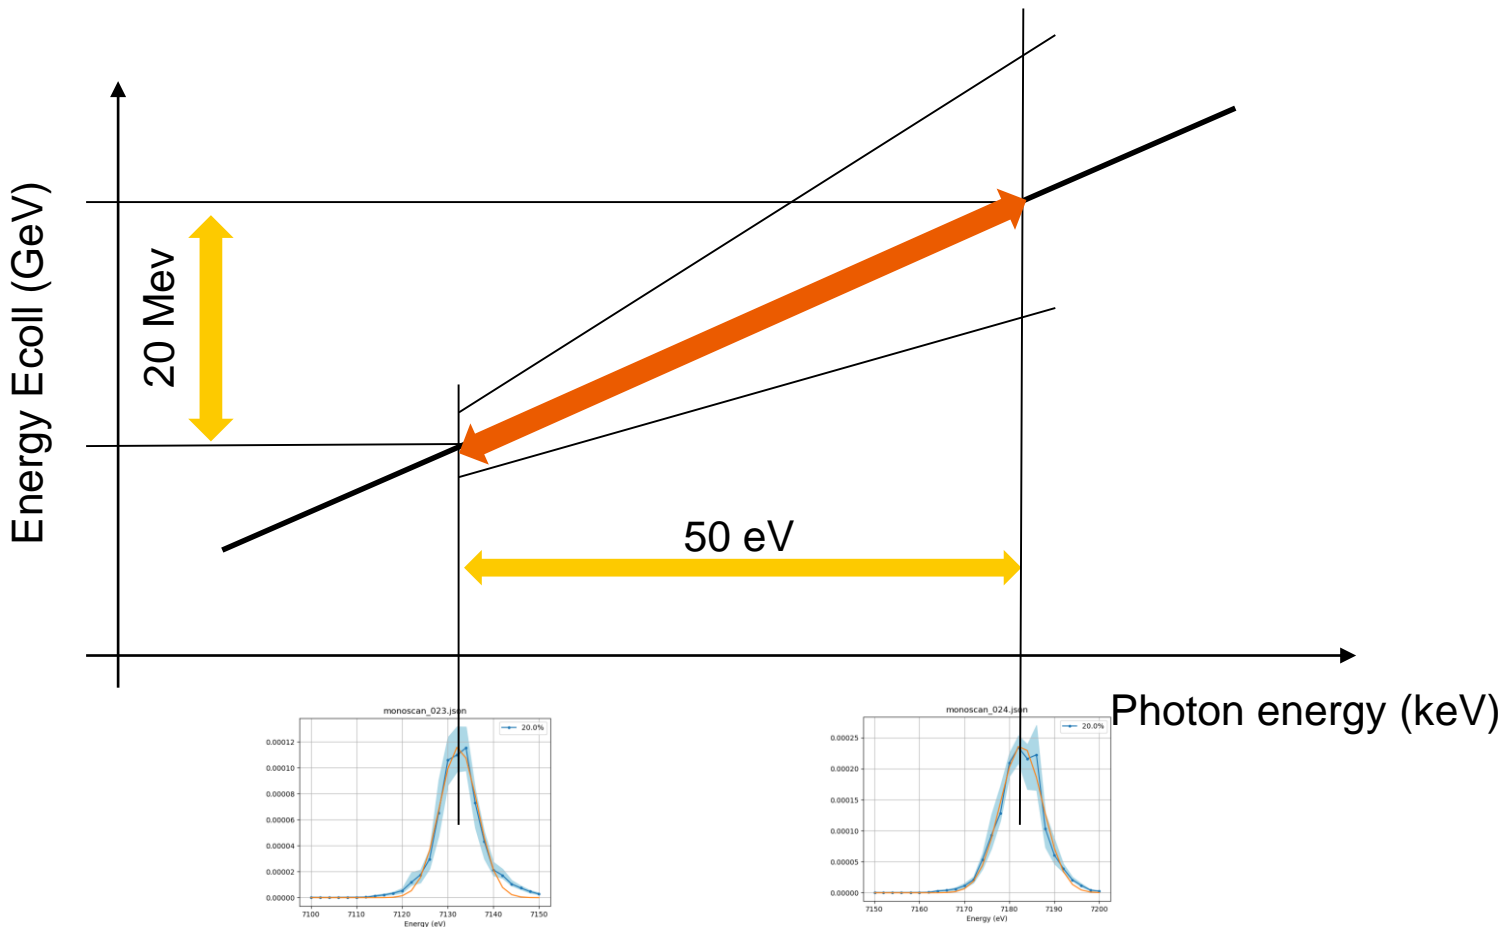 Energy Ecoll (GeV)
20 Mev
50 eV
Photon energy (keV)
monoscan_023.json
20.0%
0.00012
0.00010
0.00008
0.00006
0.00004
0.00002
0.00000
7100 7110 7120 7130 7140 7150
Energy (eV)
monoscan_024.json
20.0%
0.00025
0.00020
0.00015
0.00010
0.00005
0.00000
7150 7160 7170 7180 7190 7200
Energy (eV)